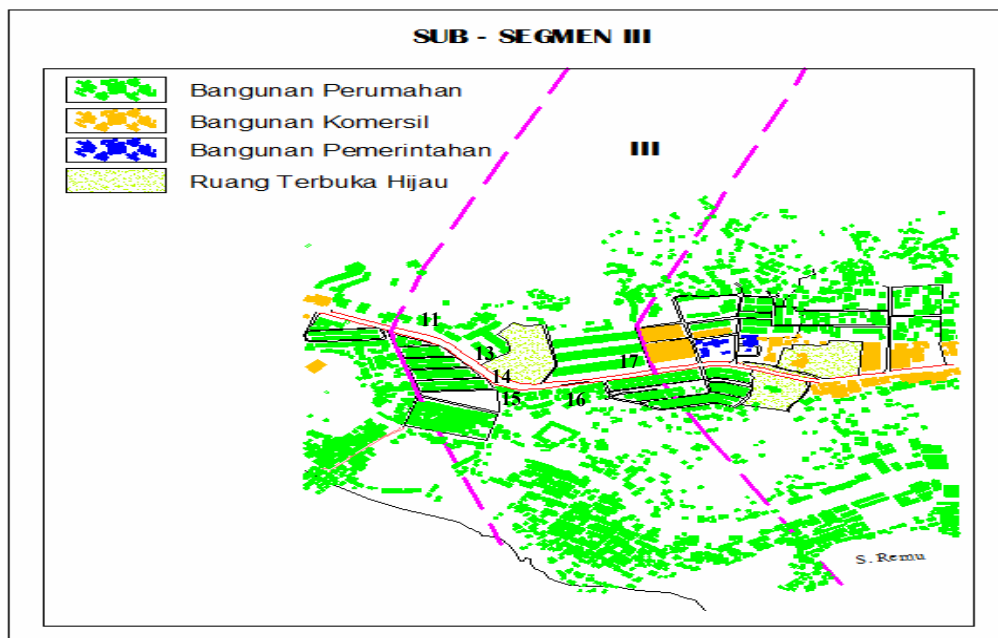 SUB - SEGMEN III
Bangunan Perumahan
Bangunan Komersil
Bangunan Pemerintahan
Ruang Terbuka Hijau
III
11
13
14
15
16
17
S. Remu